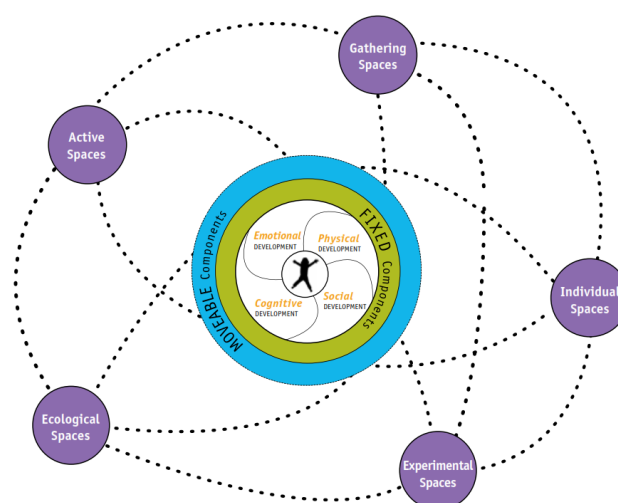 Gathering
Spaces
Active
Spaces
MOVEABLE Components
FIXED Components
Emotional
DEVELOPMENT
Physical
DEVELOPMENT
Cognitive
DEVELOPMENT
Social
DEVELOPMENT
Individual
Spaces
Ecological
Spaces
Experimental
Spaces